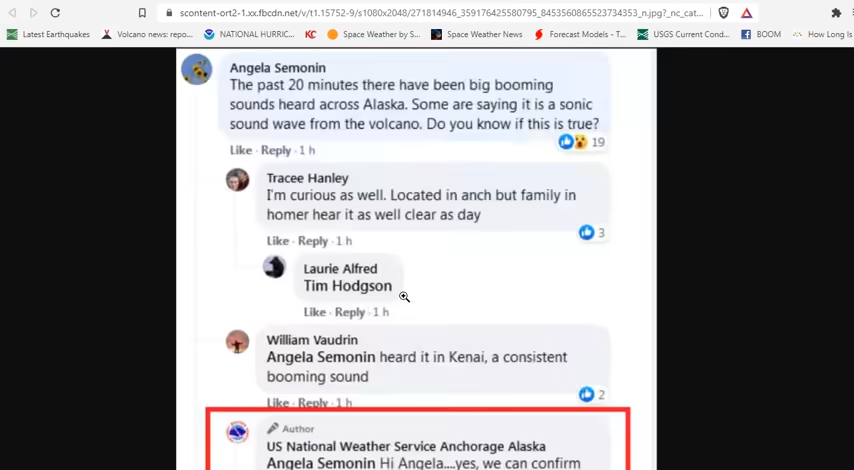 scontent-ort2-1.xx.fbcdn.net/v/t1.15752-9/s1080x2048/271814946_359176425580795_8453560865523734353_n.jpg?_nc_cat...
Latest Earthquakes
Volcano news: repo...
NATIONAL HURRIC...
KC
Space Weather by S...
Space Weather News
Forecast Models - T...
USGS Current Cond...
BOOM
How Long Is
Angela Semonin
The past 20 minutes there have been big booming
sounds heard across Alaska. Some are saying it is a sonic
sound wave from the volcano. Do you know if this is true?
19
Like · Reply · 1 h
Tracee Hanley
I'm curious as well. Located in anch but family in
homer hear it as well clear as day
3
Like · Reply · 1 h
Laurie Alfred
Tim Hodgson
Like · Reply · 1 h
William Vaudrin
Angela Semonin heard it in Kenai, a consistent
booming sound
2
Like · Reply · 1 h
Author
US National Weather Service Anchorage Alaska
Angela Semonin Hi Angela....yes, we can confirm